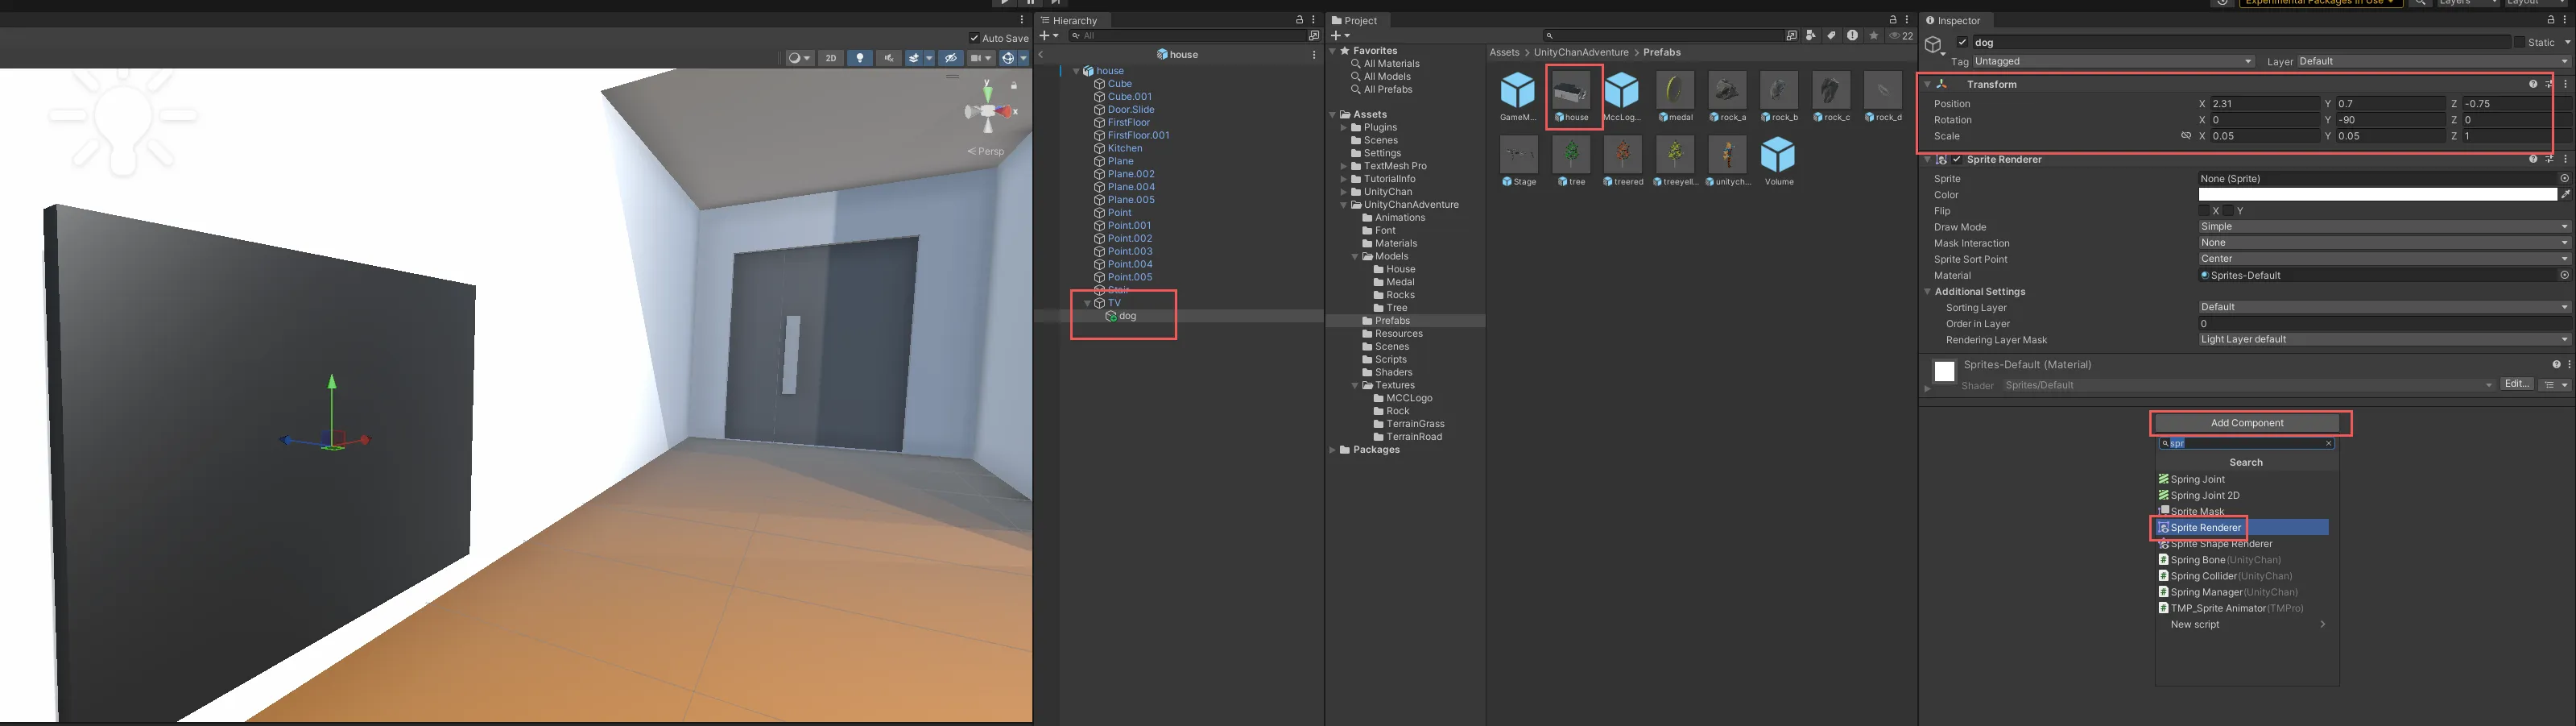 Experimental Packages In Use
Layers
Layout
Auto Save
2D
y
x
Persp
Hierarchy
All
house
house
Cube
Cube.001
Door.Slide
FirstFloor
FirstFloor.001
Kitchen
Plane
Plane.002
Plane.004
Plane.005
Point
Point.001
Point.002
Point.003
Point.004
Point.005
Stair
TV
dog
Project
22
Favorites
All Materials
All Models
All Prefabs
Assets
Plugins
Scenes
Settings
TextMesh Pro
TutorialInfo
UnityChan
UnityChanAdventure
Animations
Font
Materials
Models
House
Medal
Rocks
Tree
Prefabs
Resources
Scenes
Scripts
Shaders
Textures
MCCLogo
Rock
TerrainGrass
TerrainRoad
Packages
Assets > UnityChanAdventure > Prefabs
GameM... house MccLog... medal rock_a rock_b rock_c rock_d
Stage tree treered treeyell... unitych... Volume
Inspector
dog Static
Tag Untagged Layer Default
Transform
Position X 2.31 Y 0.7 Z -0.75
Rotation X 0 Y -90 Z 0
Scale X 0.05 Y 0.05 Z 1
Sprite Renderer
Sprite None (Sprite)
Color
Flip X Y
Draw Mode Simple
Mask Interaction None
Sprite Sort Point Center
Material Sprites-Default
Additional Settings
Sorting Layer Default
Order in Layer 0
Rendering Layer Mask Light Layer default
Sprites-Default (Material)
Shader Sprites/Default Edit...
Add Component
spr
Search
Spring Joint
Spring Joint 2D
Sprite Mask
Sprite Renderer
Sprite Shape Renderer
Spring Bone(UnityChan)
Spring Collider(UnityChan)
Spring Manager(UnityChan)
TMP_Sprite Animator(TMPro)
New script